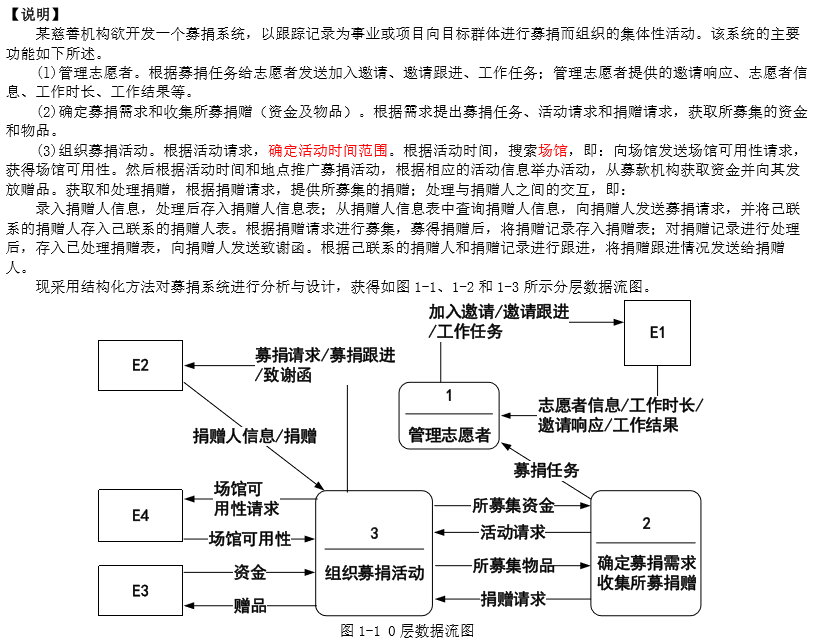 【说明】
某慈善机构欲开发一个募捐系统，以跟踪记录为事业或项目向目标群体进行募捐而组织的集体性活动。该系统的主要
功能如下所述。
(1)管理志愿者。根据募捐任务给志愿者发送加入邀请、邀请跟进、工作任务；管理志愿者提供的邀请响应、志愿者信
息、工作时长、工作结果等。
(2)确定募捐需求和收集所募捐赠（资金及物品）。根据需求提出募捐任务、活动请求和捐赠请求，获取所募集的资金
和物品。
(3)组织募捐活动。根据活动请求，确定活动时间范围。根据活动时间，搜索场馆，即：向场馆发送场馆可用性请求，
获得场馆可用性。然后根据活动时间和地点推广募捐活动，根据相应的活动信息举办活动，从募款机构获取资金并向其发
放赠品。获取和处理捐赠，根据捐赠请求，提供所募集的捐赠；处理与捐赠人之间的交互，即：
录入捐赠人信息，处理后存入捐赠人信息表；从捐赠人信息表中查询捐赠人信息，向捐赠人发送募捐请求，并将己联
系的捐赠人存入己联系的捐赠人表。根据捐赠请求进行募集，募得捐赠后，将捐赠记录存入捐赠表；对捐赠记录进行处理
后，存入已处理捐赠表，向捐赠人发送致谢函。根据己联系的捐赠人和捐赠记录进行跟进，将捐赠跟进情况发送给捐赠
人。
现采用结构化方法对募捐系统进行分析与设计，获得如图1-1、1-2和1-3所示分层数据流图。
加入邀请/邀请跟进
/工作任务
E1
E2
募捐请求/募捐跟进
/致谢函
1
管理志愿者
志愿者信息/工作时长/
邀请响应/工作结果
捐赠人信息/捐赠
募捐任务
E4
场馆可
用性请求
场馆可用性
3
组织募捐活动
所募集资金
活动请求
所募集物品
捐赠请求
2
确定募捐需求
收集所募捐赠
E3
资金
赠品
图1-1 0层数据流图